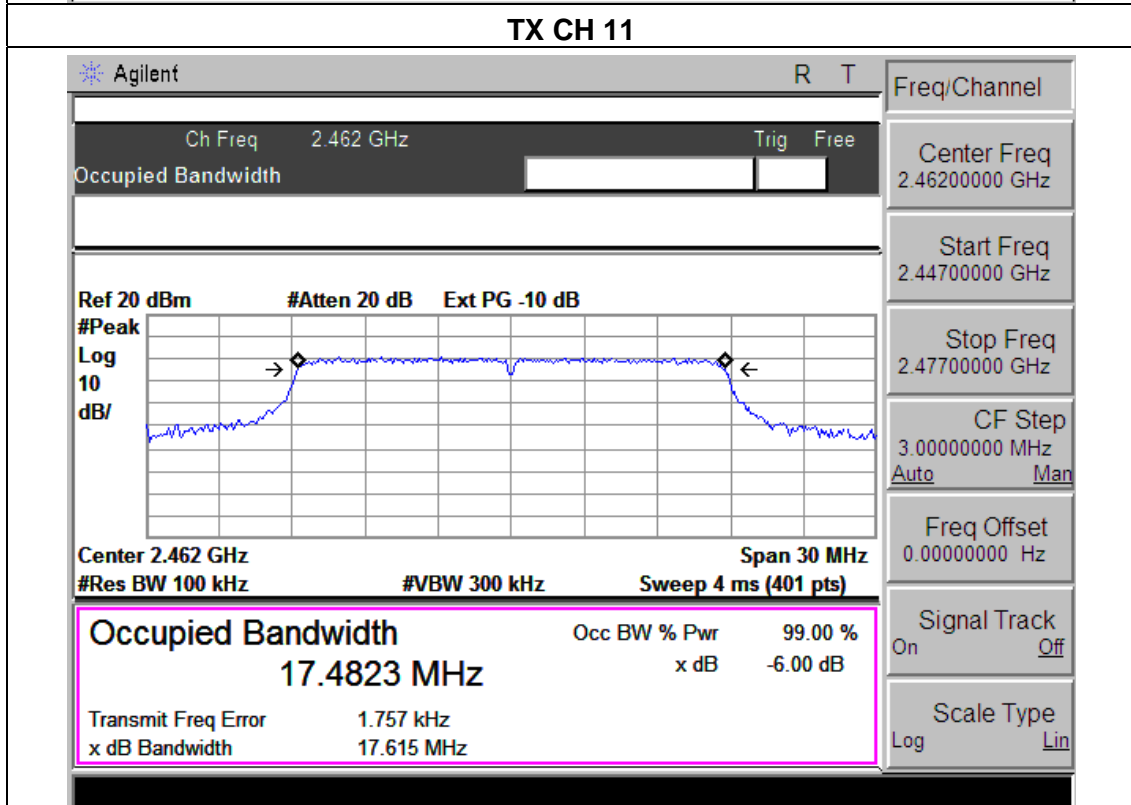 TX CH 11
Agilent R T
Freq/Channel
Ch Freq 2.462 GHz Trig Free
Occupied Bandwidth
Center Freq
2.46200000 GHz
Start Freq
2.44700000 GHz
Stop Freq
2.47700000 GHz
CF Step
3.00000000 MHz
Auto Man
Freq Offset
0.00000000 Hz
Signal Track
On Off
Scale Type
Log Lin
Ref 20 dBm #Atten 20 dB Ext PG -10 dB
#Peak
Log
10
dB/
Center 2.462 GHz Span 30 MHz
#Res BW 100 kHz #VBW 300 kHz Sweep 4 ms (401 pts)
Occupied Bandwidth Occ BW % Pwr 99.00 %
17.4823 MHz x dB -6.00 dB
Transmit Freq Error 1.757 kHz
x dB Bandwidth 17.615 MHz